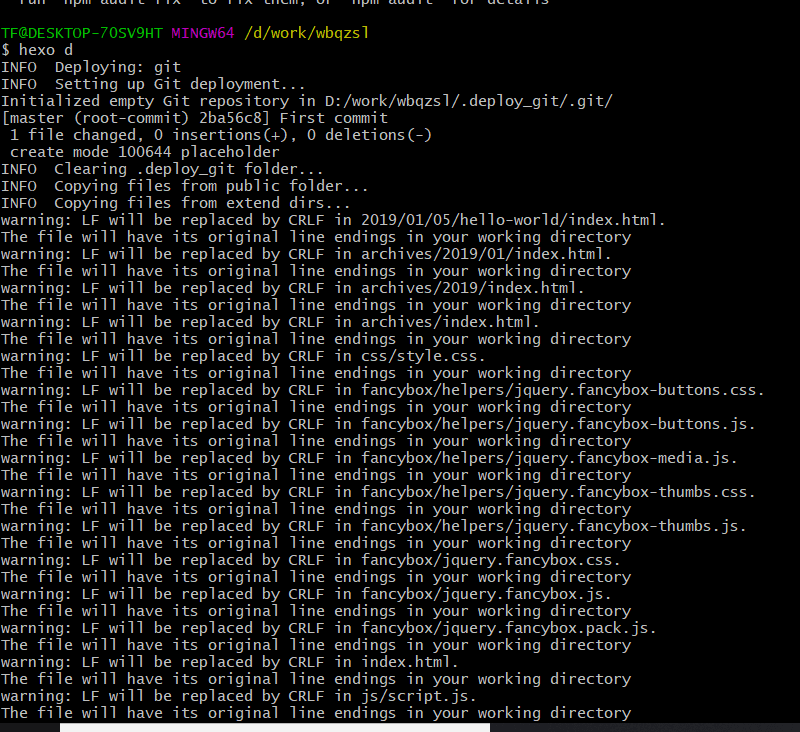 run `npm audit fix` to fix them, or `npm audit` for details
TF@DESKTOP-7OSV9HT MINGW64 /d/work/wbqzsl
$ hexo d
INFO  Deploying: git
INFO  Setting up Git deployment...
Initialized empty Git repository in D:/work/wbqzsl/.deploy_git/.git/
[master (root-commit) 2ba56c8] First commit
 1 file changed, 0 insertions(+), 0 deletions(-)
 create mode 100644 placeholder
INFO  Clearing .deploy_git folder...
INFO  Copying files from public folder...
INFO  Copying files from extend dirs...
warning: LF will be replaced by CRLF in 2019/01/05/hello-world/index.html.
The file will have its original line endings in your working directory
warning: LF will be replaced by CRLF in archives/2019/01/index.html.
The file will have its original line endings in your working directory
warning: LF will be replaced by CRLF in archives/2019/index.html.
The file will have its original line endings in your working directory
warning: LF will be replaced by CRLF in archives/index.html.
The file will have its original line endings in your working directory
warning: LF will be replaced by CRLF in css/style.css.
The file will have its original line endings in your working directory
warning: LF will be replaced by CRLF in fancybox/helpers/jquery.fancybox-buttons.css.
The file will have its original line endings in your working directory
warning: LF will be replaced by CRLF in fancybox/helpers/jquery.fancybox-buttons.js.
The file will have its original line endings in your working directory
warning: LF will be replaced by CRLF in fancybox/helpers/jquery.fancybox-media.js.
The file will have its original line endings in your working directory
warning: LF will be replaced by CRLF in fancybox/helpers/jquery.fancybox-thumbs.css.
The file will have its original line endings in your working directory
warning: LF will be replaced by CRLF in fancybox/helpers/jquery.fancybox-thumbs.js.
The file will have its original line endings in your working directory
warning: LF will be replaced by CRLF in fancybox/jquery.fancybox.css.
The file will have its original line endings in your working directory
warning: LF will be replaced by CRLF in fancybox/jquery.fancybox.js.
The file will have its original line endings in your working directory
warning: LF will be replaced by CRLF in fancybox/jquery.fancybox.pack.js.
The file will have its original line endings in your working directory
warning: LF will be replaced by CRLF in index.html.
The file will have its original line endings in your working directory
warning: LF will be replaced by CRLF in js/script.js.
The file will have its original line endings in your working directory